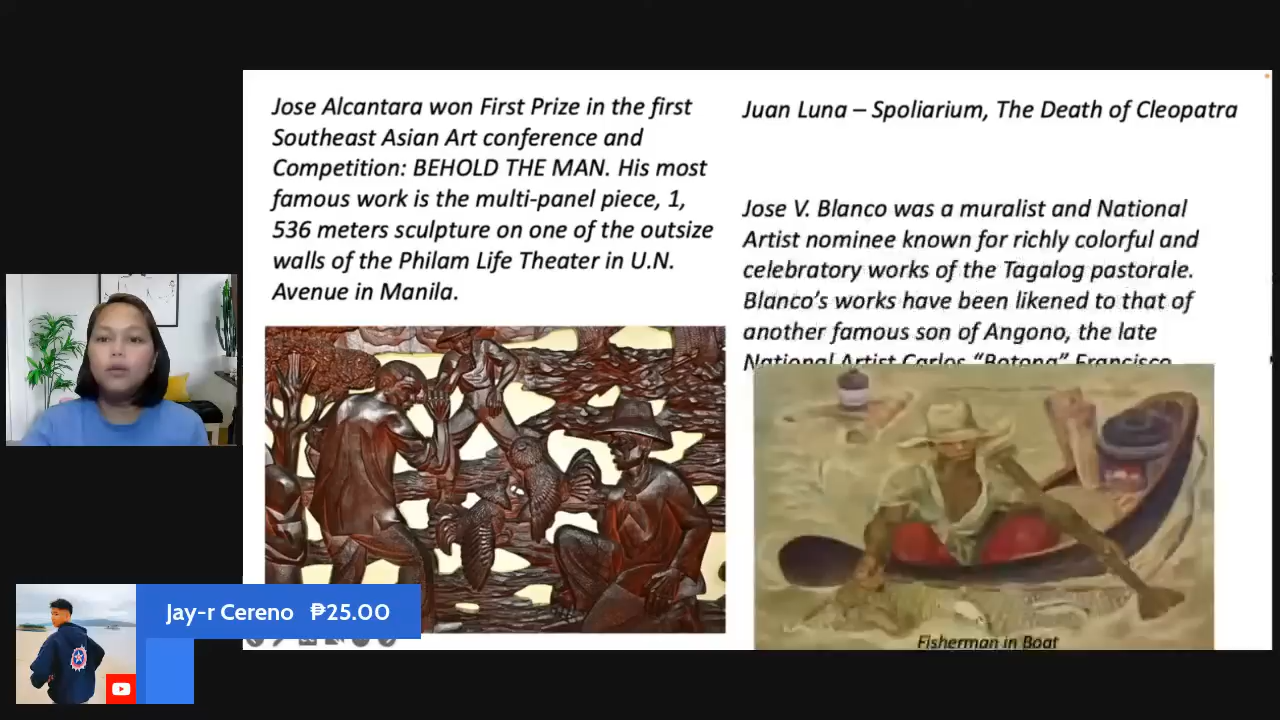 Jose Alcantara won First Prize in the first
Southeast Asian Art conference and
Competition: BEHOLD THE MAN. His most
famous work is the multi-panel piece, 1,
536 meters sculpture on one of the outsize
walls of the Philam Life Theater in U.N.
Avenue in Manila.
Juan Luna – Spoliarium, The Death of Cleopatra
Jose V. Blanco was a muralist and National
Artist nominee known for richly colorful and
celebratory works of the Tagalog pastorale.
Blanco's works have been likened to that of
another famous son of Angono, the late
National Artist Carlos “Botong” Francisco
Fisherman in Boat
Jay-r Cereno ₱25.00